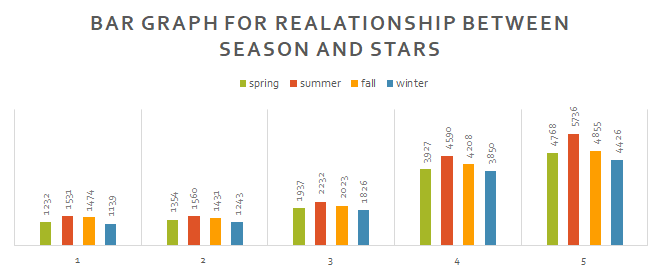 BAR GRAPH FOR REALATIONSHIP BETWEEN
SEASON AND STARS
spring summer fall winter
1232 1531 1474 1139 1354 1560 1431 1243 1937 2232 2023 1826 3927 4590 4208 3850 4768 5736 4855 4426
1 2 3 4 5